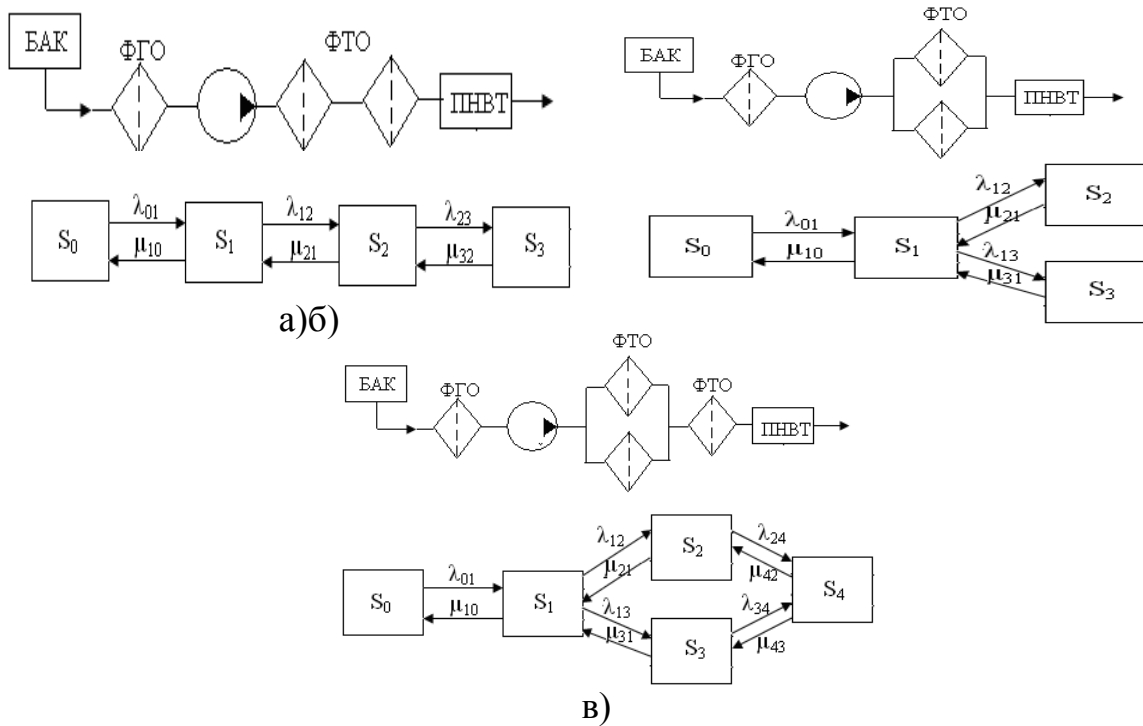 БАК
ФГО
ФТО
ПНВТ
S₀ λ₀₁ μ₁₀ S₁ λ₁₂ μ₂₁ S₂ λ₂₃ μ₃₂ S₃
БАК
ФГО
ФТО
ПНВТ
S₀ λ₀₁ μ₁₀ S₁ λ₁₂ μ₂₁ S₂ λ₁₃ μ₃₁ S₃
а)б)
БАК
ФГО
ФТО
ФТО
ПНВТ
S₀ λ₀₁ μ₁₀ S₁ λ₁₂ μ₂₁ S₂ λ₁₃ μ₃₁ S₃ λ₂₄ μ₄₂ λ₃₄ μ₄₃ S₄
в)